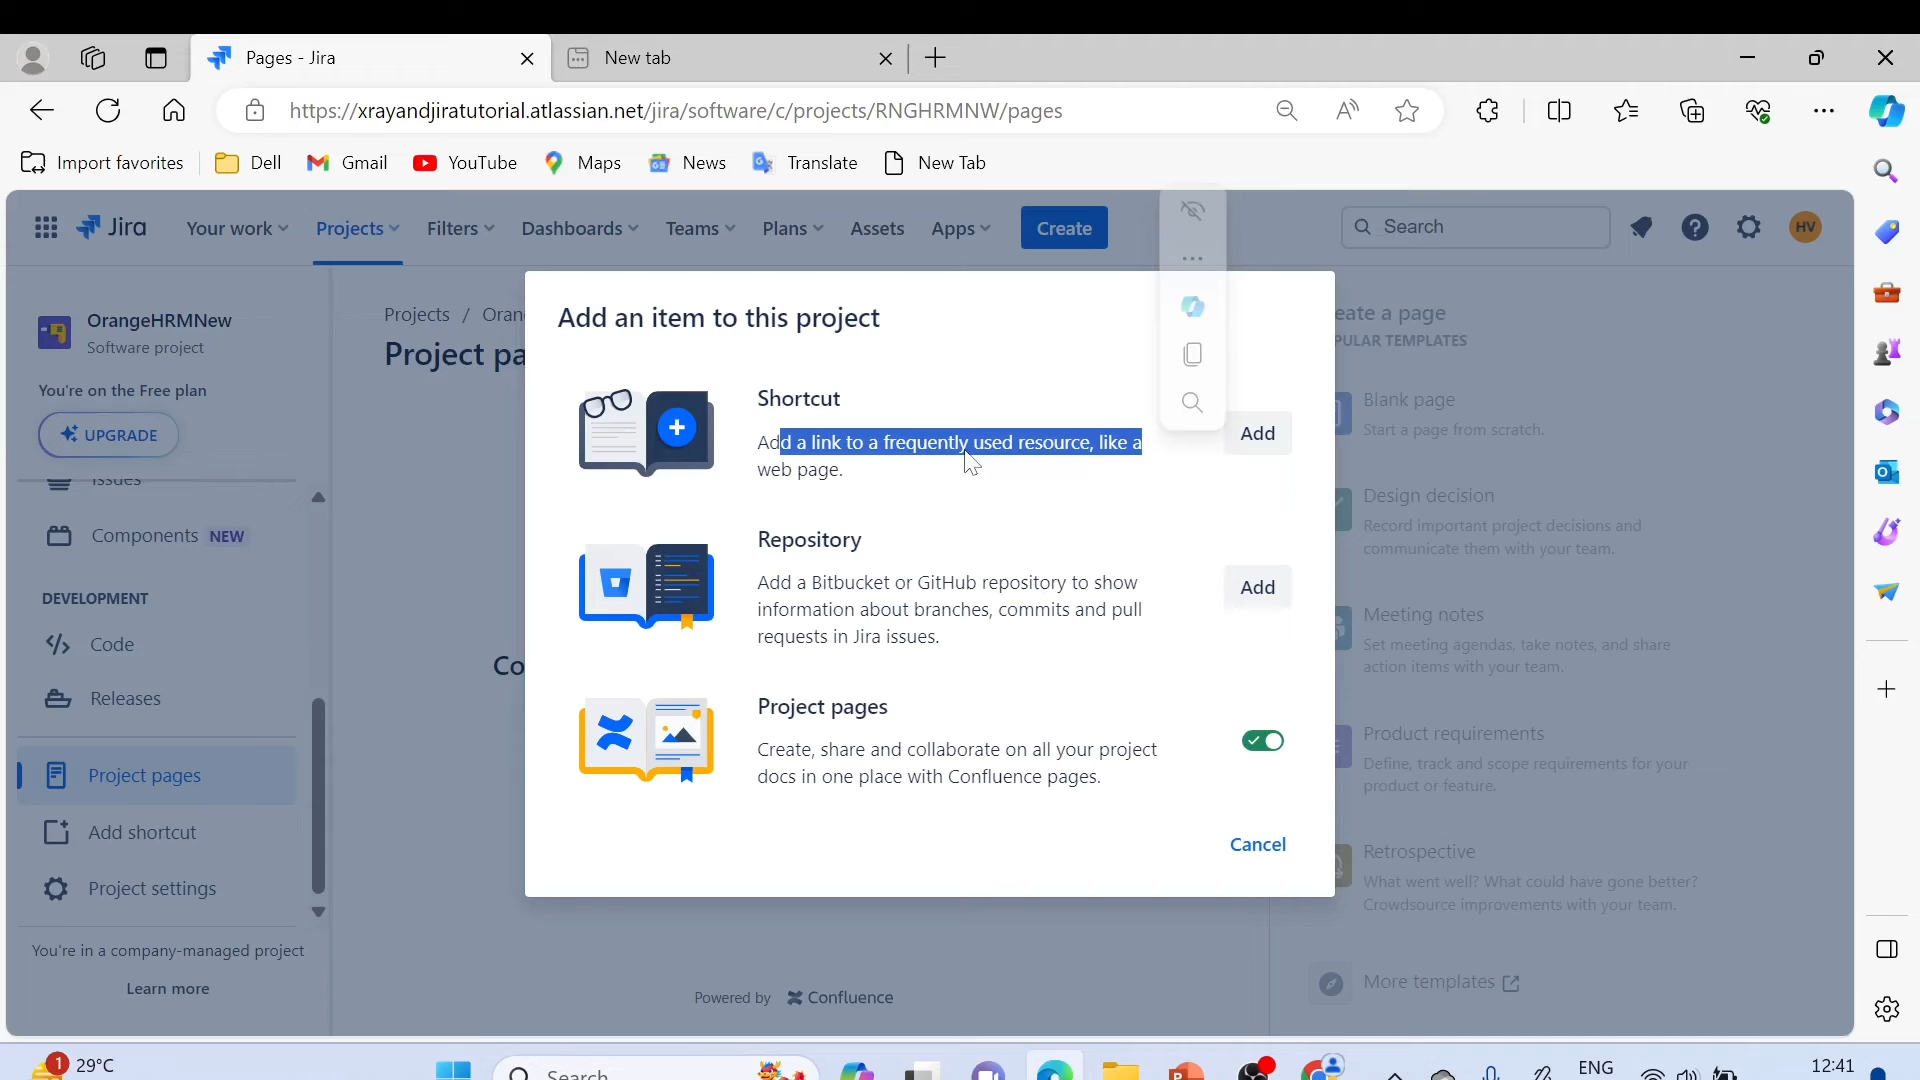 Pages - Jira
New tab
https://xrayandjiratutorial.atlassian.net/jira/software/c/projects/RNGHRMNW/pages
Import favorites
Dell
Gmail
YouTube
Maps
News
Translate
New Tab
Jira
Your work
Projects
Filters
Dashboards
Teams
Plans
Assets
Apps
Create
Search
HV
OrangeHRMNew
Software project
You're on the Free plan
UPGRADE
Issues
Components NEW
DEVELOPMENT
Code
Releases
Project pages
Add shortcut
Project settings
You're in a company-managed project
Learn more
Projects / Oran
Project pa
Co
Powered by Confluence
Add an item to this project
Shortcut
Add a link to a frequently used resource, like a
web page.
Add
Repository
Add a Bitbucket or GitHub repository to show
information about branches, commits and pull
requests in Jira issues.
Add
Project pages
Create, share and collaborate on all your project
docs in one place with Confluence pages.
Cancel
eate a page
PULAR TEMPLATES
Blank page
Start a page from scratch.
Design decision
Record important project decisions and
communicate them with your team.
Meeting notes
Set meeting agendas, take notes, and share
action items with your team.
Product requirements
Define, track and scope requirements for your
product or feature.
Retrospective
What went well? What could have gone better?
Crowdsource improvements with your team.
More templates
1
29°C
Search
ENG
12:41